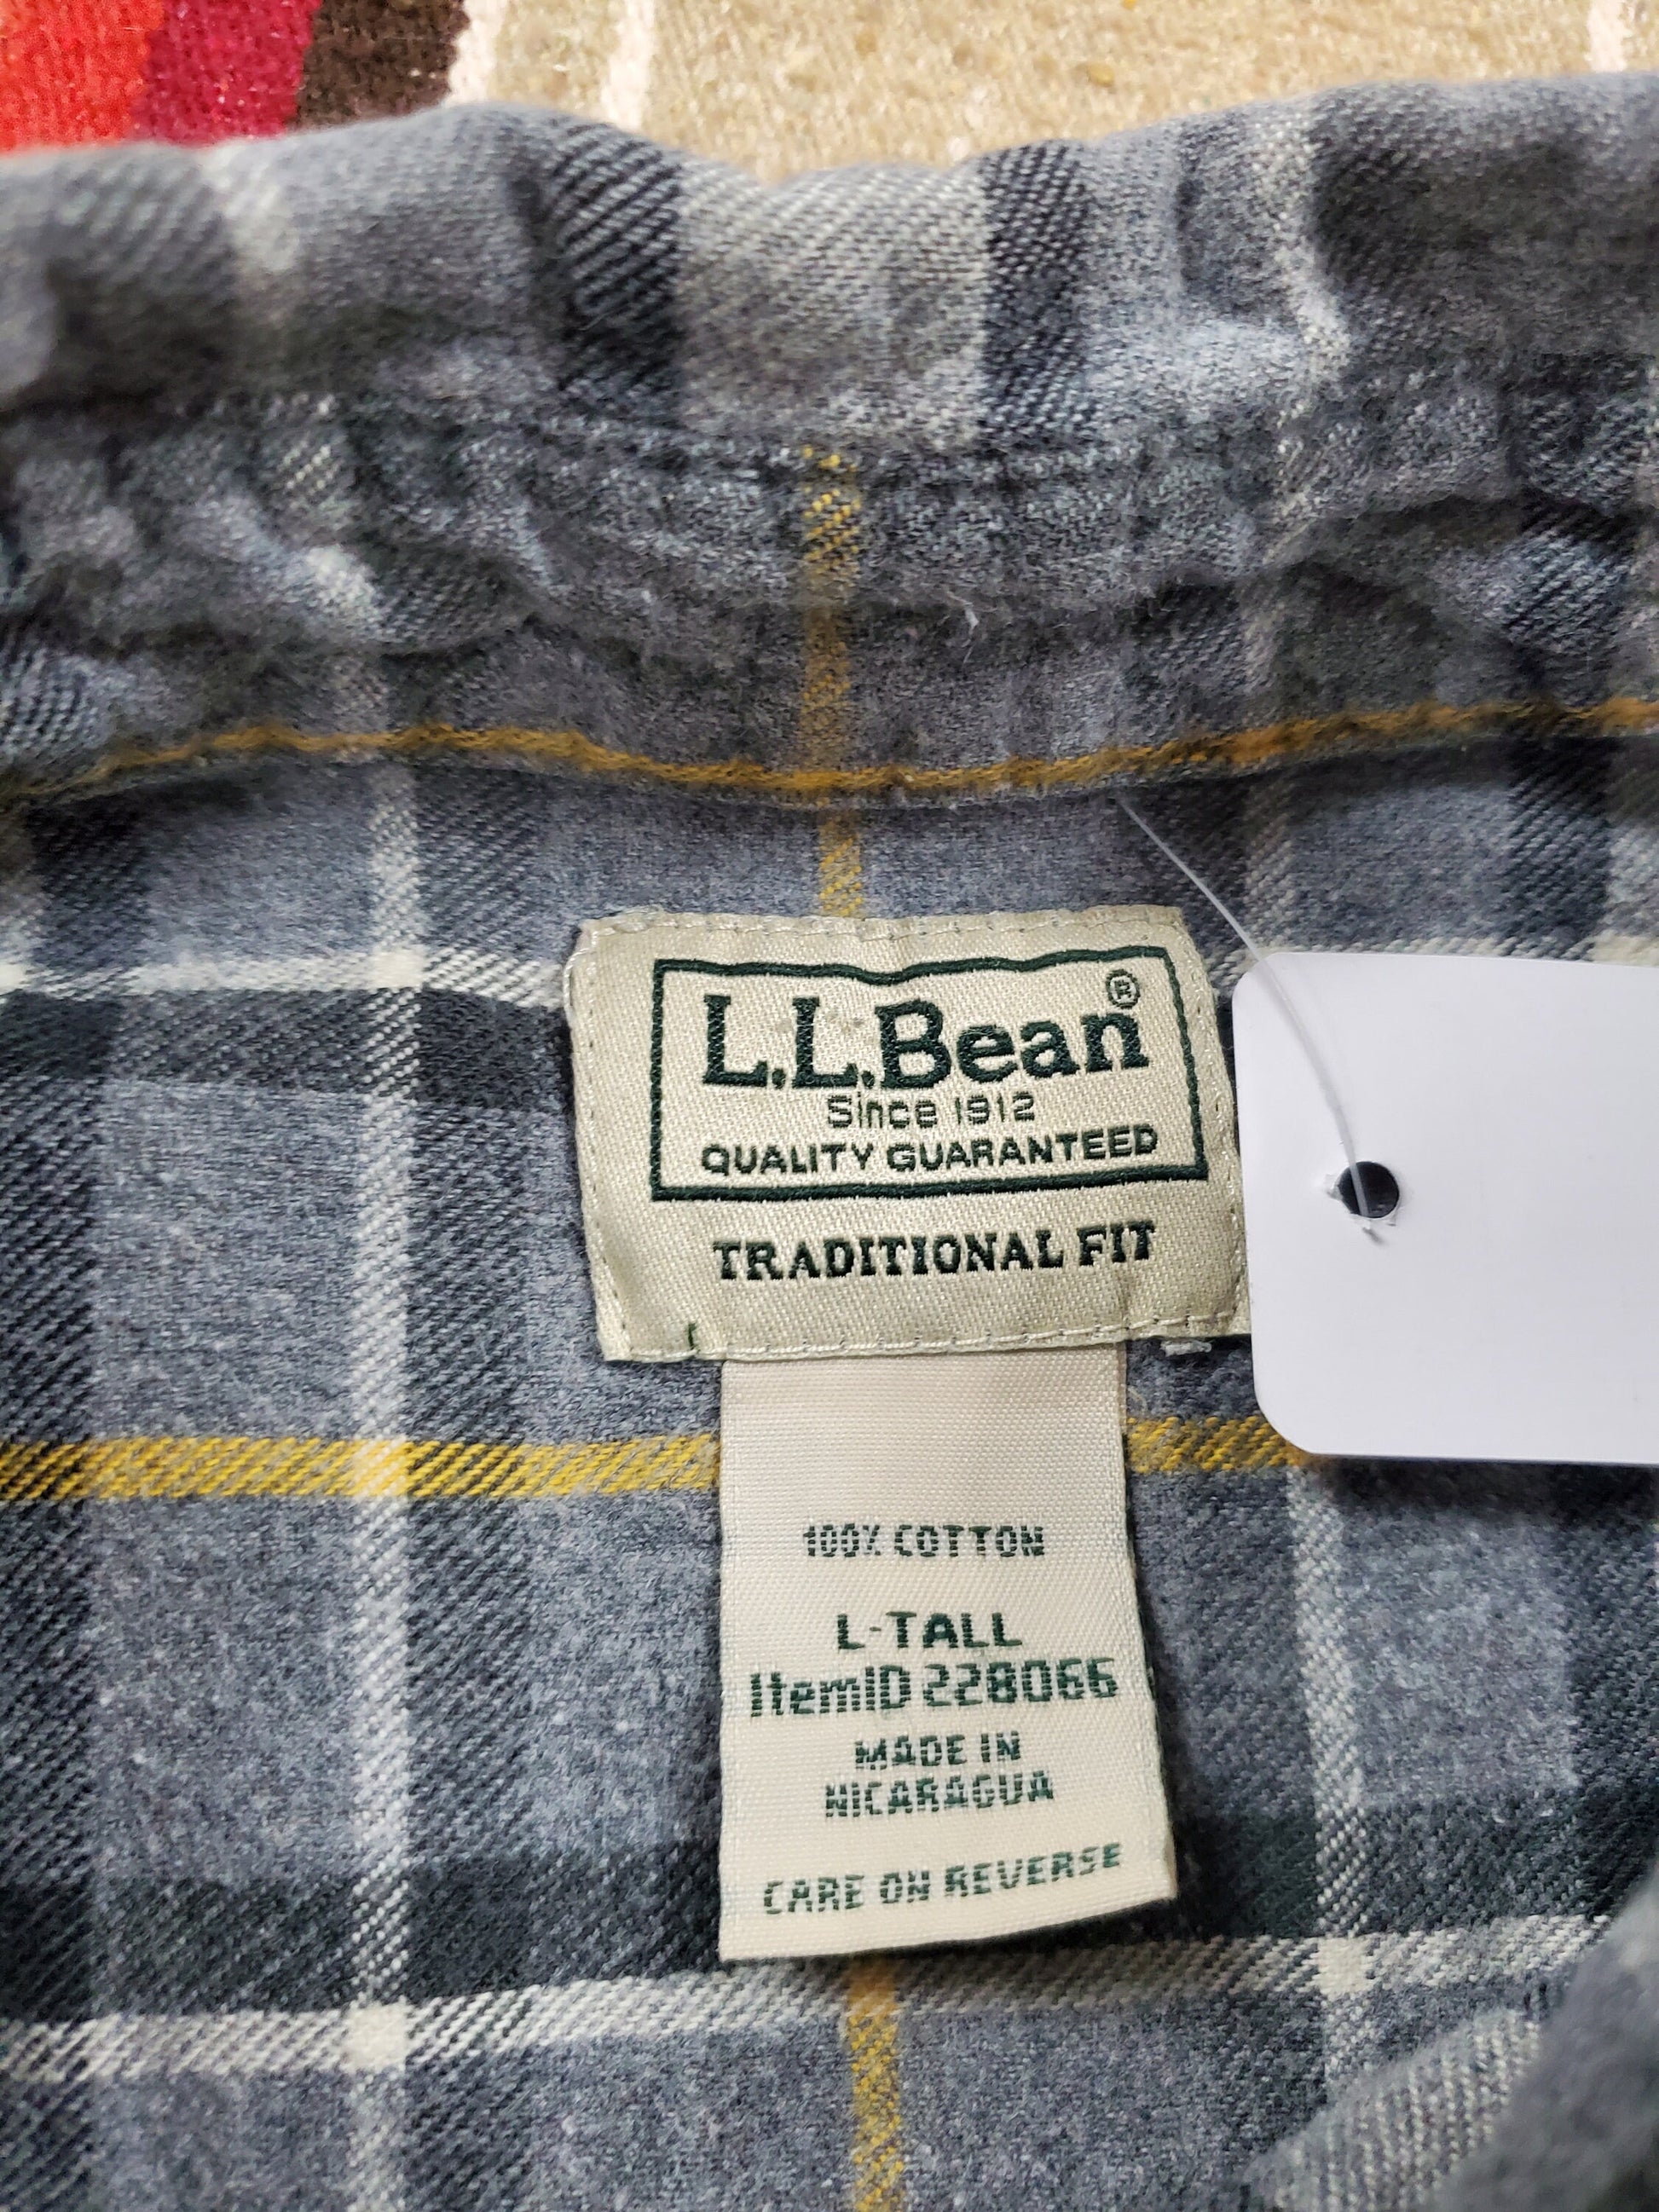 L.L.Bean®
Since 1912
QUALITY GUARANTEED
TRADITIONAL FIT
100% COTTON
L-TALL
ItemID 228066
MADE IN
NICARAGUA
CARE ON REVERSE